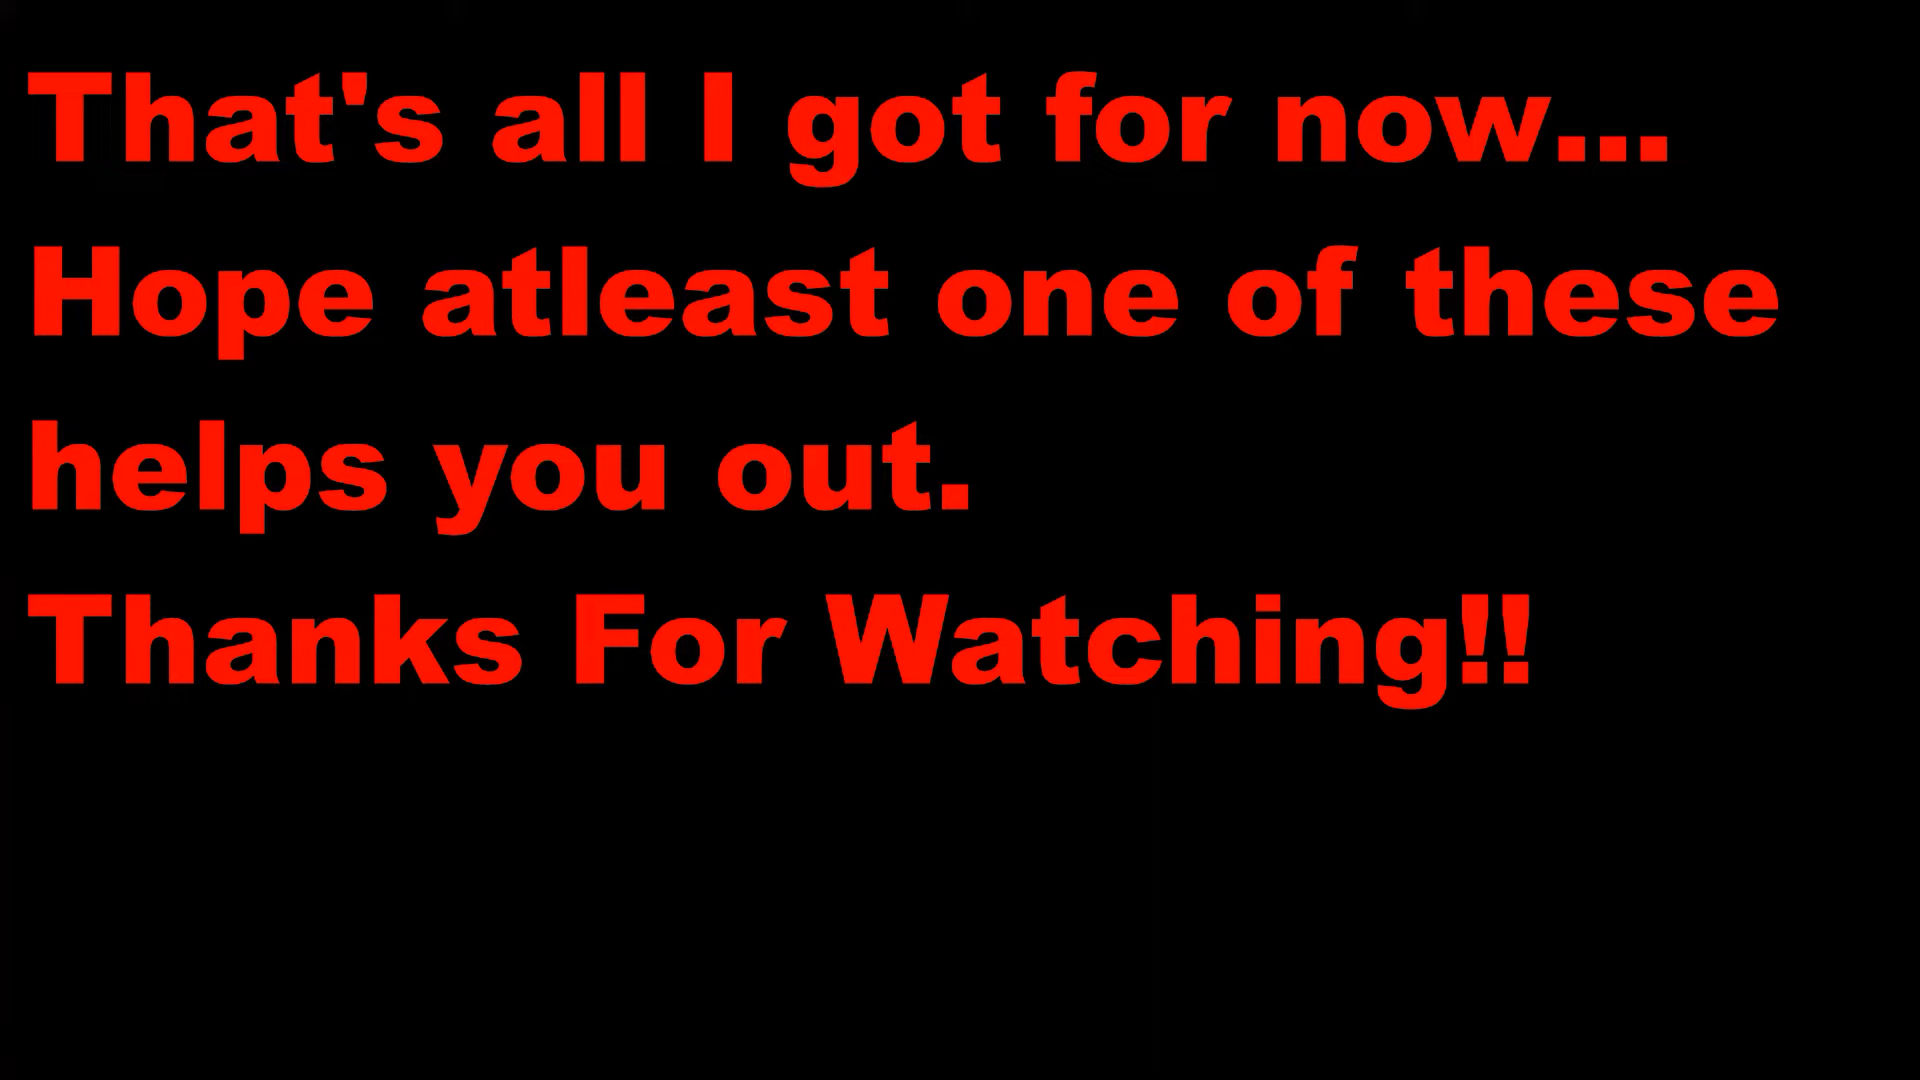 That's all I got for now...
Hope atleast one of these
helps you out.
Thanks For Watching!!